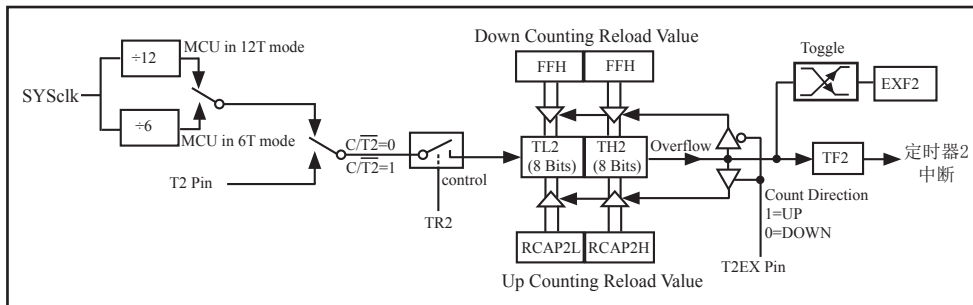 Down Counting Reload Value
Toggle
MCU in 12T mode
÷12
FFH
FFH
EXF2
SYSclk
÷6
MCU in 6T mode
C/T2̅=0
C/T2̅=1
TL2
(8 Bits)
TH2
(8 Bits)
Overflow
TF2
定时器2
中断
T2 Pin
control
Count Direction
1=UP
0=DOWN
TR2
RCAP2L
RCAP2H
T2EX Pin
Up Counting Reload Value